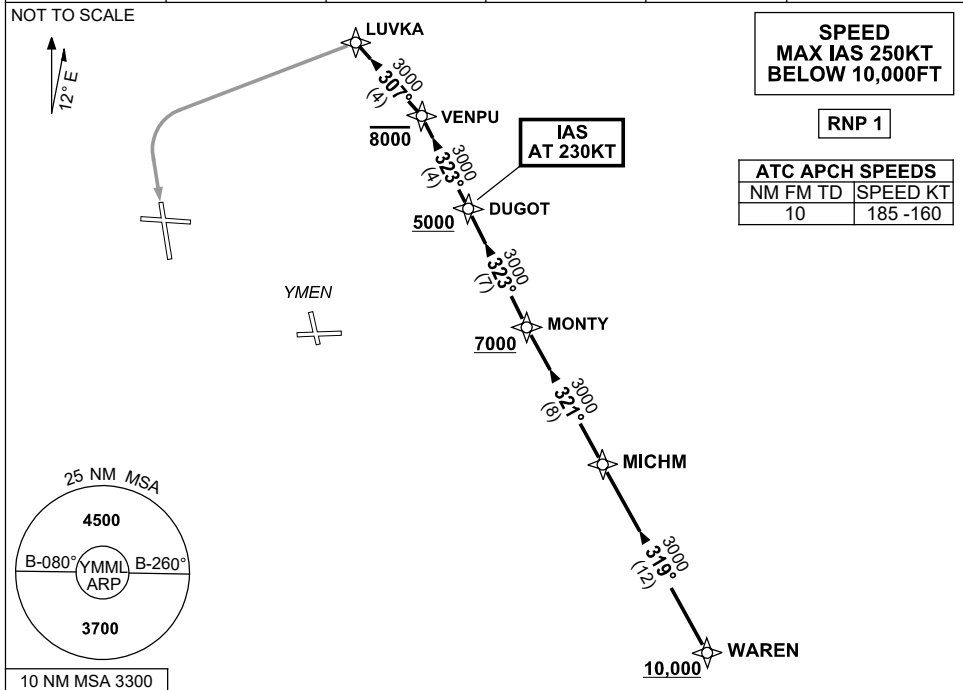 NOT TO SCALE
12° E
LUVKA
SPEED
MAX IAS 250KT
BELOW 10,000FT
RNP 1
ATC APCH SPEEDS
NM FM TD SPEED KT
10 185 -160
3000
307°
(4)
VENPU
8000
IAS
AT 230KT
3000
323°
(4)
DUGOT
5000
3000
323°
(7)
YMEN
MONTY
7000
3000
321°
(8)
MICHM
3000
319°
(12)
WAREN
10,000
25 NM MSA
4500
B-080° YMML B-260°
ARP
3700
10 NM MSA 3300